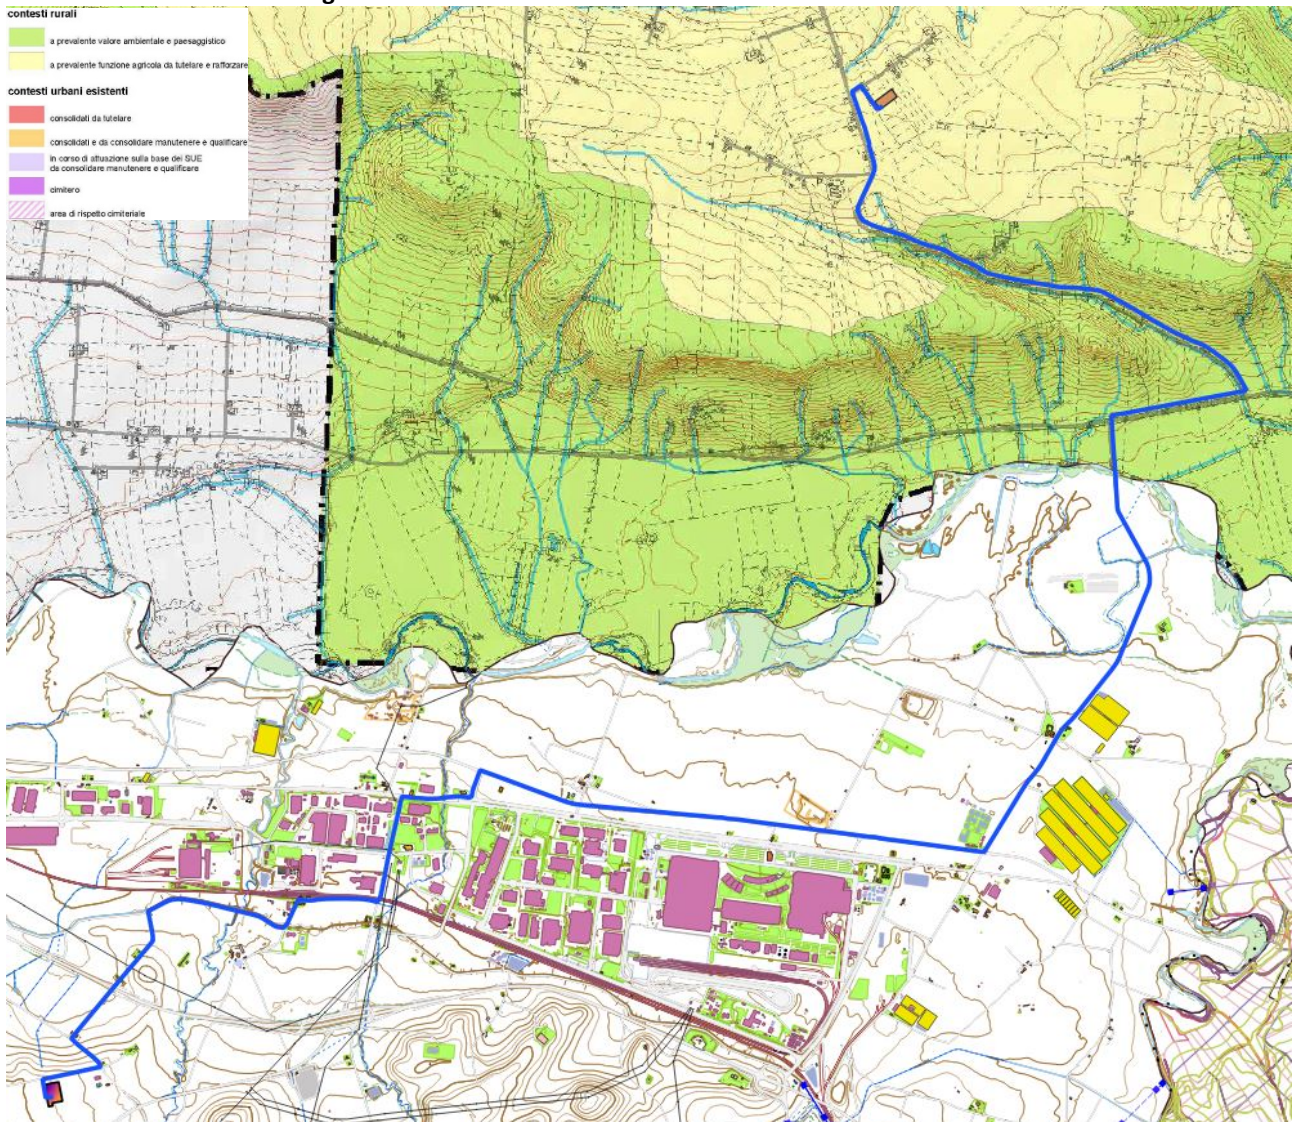 contesti rurali
a prevalente valore ambientale e paesaggistico
a prevalente funzione agricola da tutelare e rafforzare
contesti urbani esistenti
consolidati da tutelare
consolidati e da consolidare manutenere e qualificare
in corso di attuazione sulla base dei SUE
da consolidare manutenere e qualificare
cimitero
area di rispetto cimiteriale